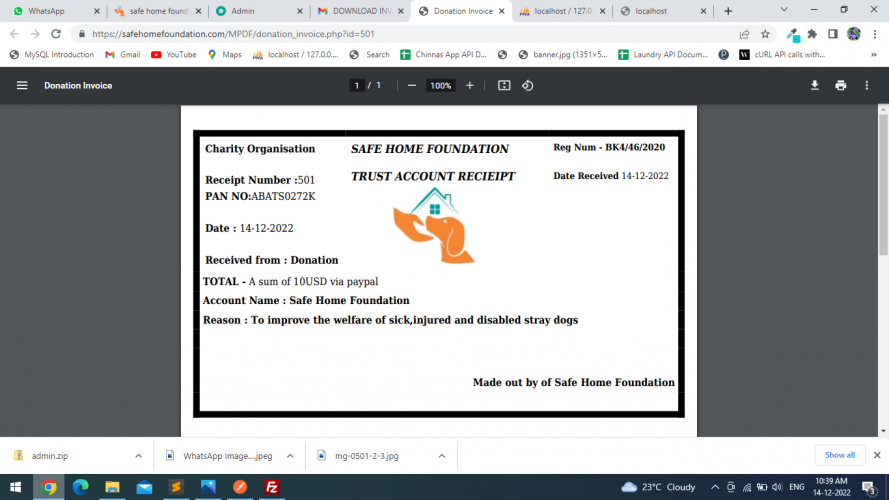 WhatsApp
safe home found
Admin
M DOWNLOAD INV
Donation Invoice
localhost / 127.0
localhost
https://safehomefoundation.com/MPDF/donation_invoice.php?id=501
MySQL Introduction
Gmail
YouTube
Maps
localhost / 127.0.0....
Search
Chinnas App API D...
banner.jpg (1351×5...
Laundry API Docum...
cURL API calls with...
Donation Invoice
1 / 1
100%
Charity Organisation
SAFE HOME FOUNDATION
Reg Num - BK4/46/2020
Receipt Number :501
TRUST ACCOUNT RECIEIPT
Date Received 14-12-2022
PAN NO:ABATS0272K
Date : 14-12-2022
Received from : Donation
TOTAL - A sum of 10USD via paypal
Account Name : Safe Home Foundation
Reason : To improve the welfare of sick,injured and disabled stray dogs
Made out by of Safe Home Foundation
admin.zip
WhatsApp Image....jpeg
mg-0501-2-3.jpg
Show all
23°C Cloudy
ENG
10:39 AM
14-12-2022
3